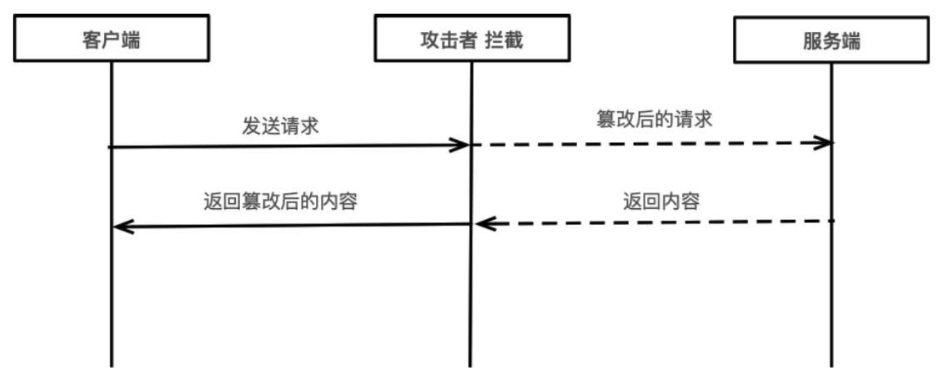 客户端
攻击者 拦截
服务端
发送请求
篡改后的请求
返回篡改后的内容
返回内容